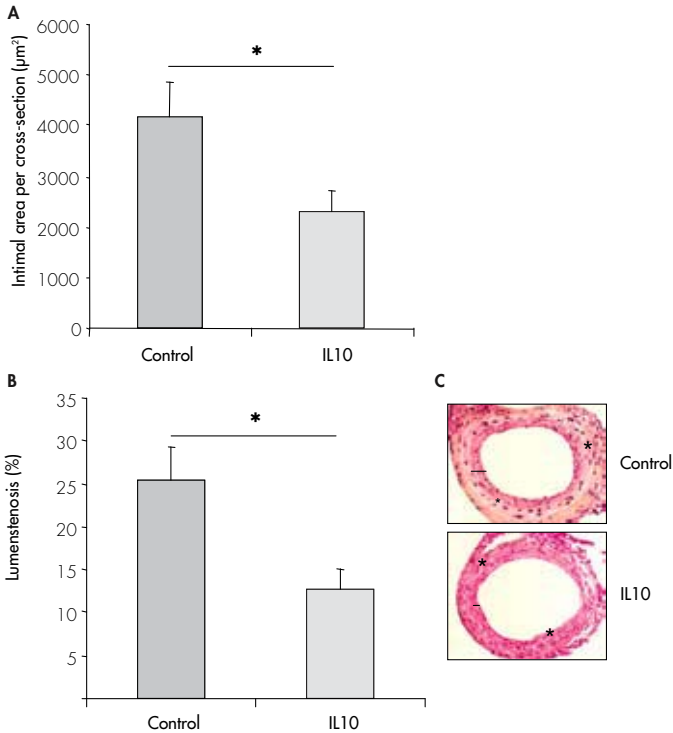 A
Intimal area per cross-section (µm²)
6000
5000
4000
3000
2000
1000
0
*
Control
IL10
B
Lumenstenosis (%)
35
30
25
20
15
10
5
*
Control
IL10
C
*
*
Control
*
*
IL10